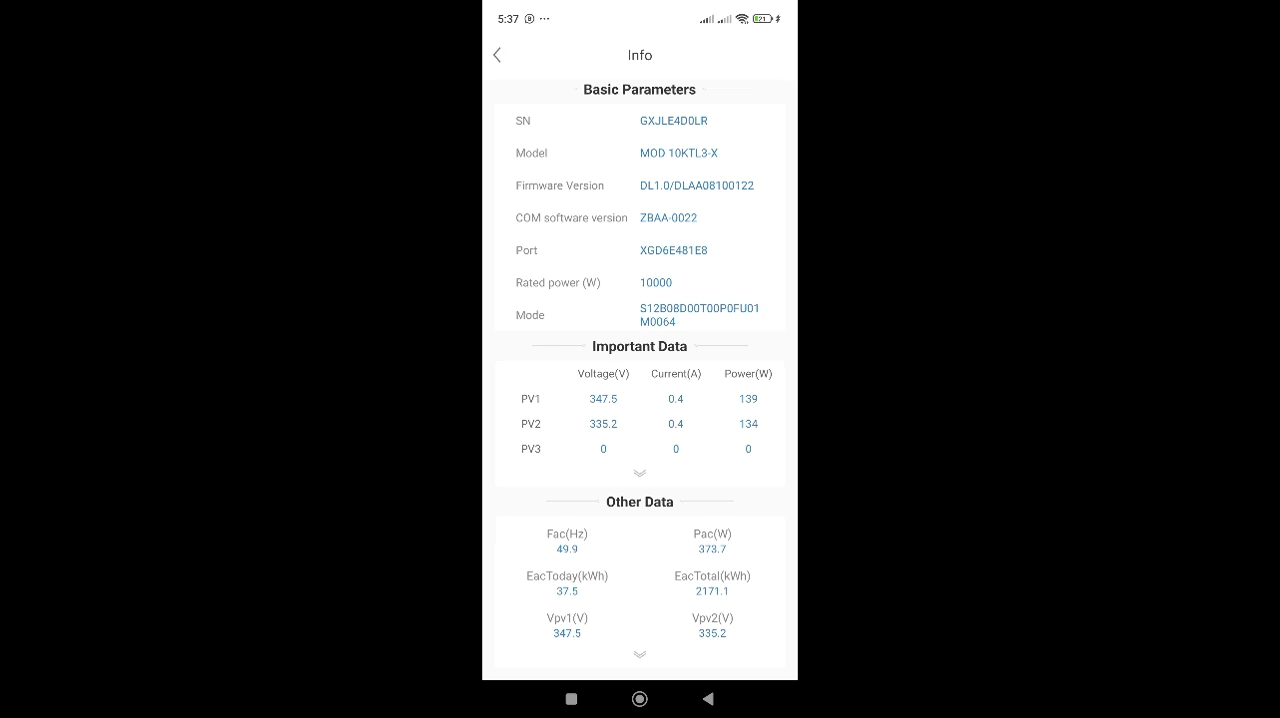 5:37
21
Info
Basic Parameters
SN GXJLE4D0LR
Model MOD 10KTL3-X
Firmware Version DL1.0/DLAA08100122
COM software version ZBAA-0022
Port XGD6E481E8
Rated power (W) 10000
Mode S12B08D00T00P0FU01
M0064
Important Data
Voltage(V) Current(A) Power(W)
PV1 347.5 0.4 139
PV2 335.2 0.4 134
PV3 0 0 0
Other Data
Fac(Hz) Pac(W)
49.9 373.7
EacToday(kWh) EacTotal(kWh)
37.5 2171.1
Vpv1(V) Vpv2(V)
347.5 335.2